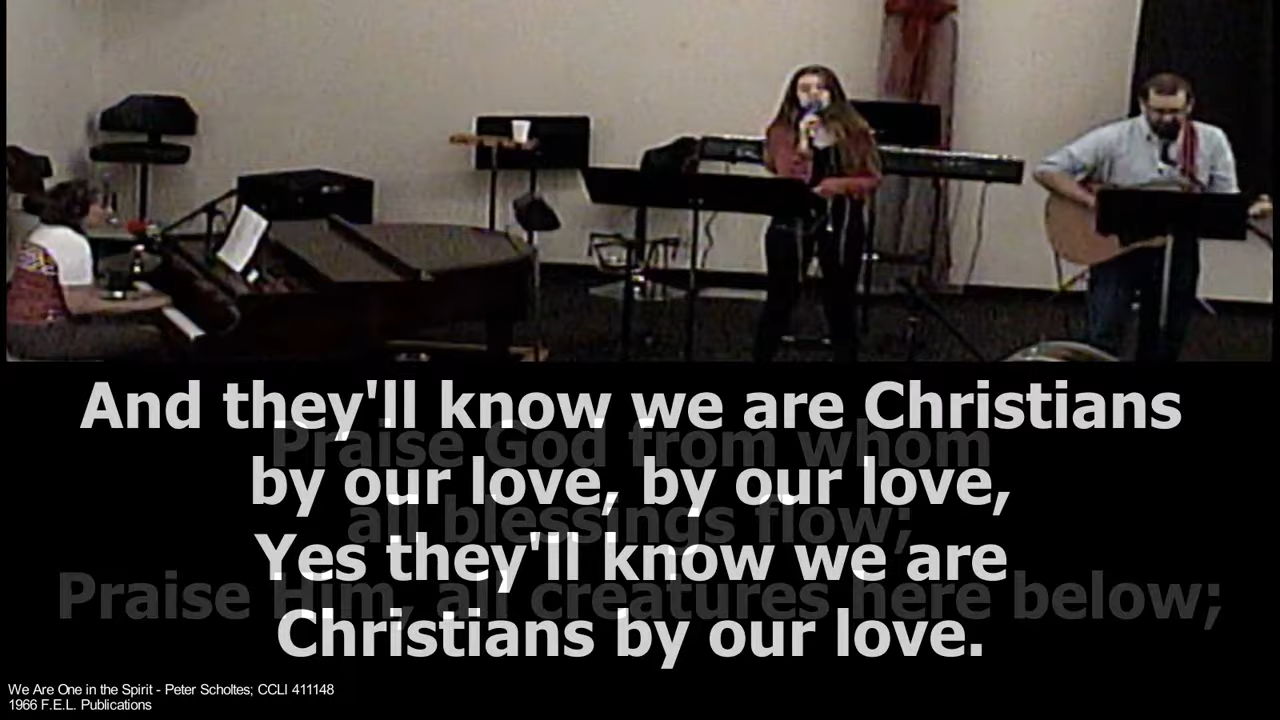 And they'll know we are Christians
Praise God from whom
by our love, by our love,
all blessings flow;
Yes they'll know we are
Praise Him, all creatures here below;
Christians by our love.
We Are One in the Spirit - Peter Scholtes; CCLI 411148
1966 F.E.L. Publications